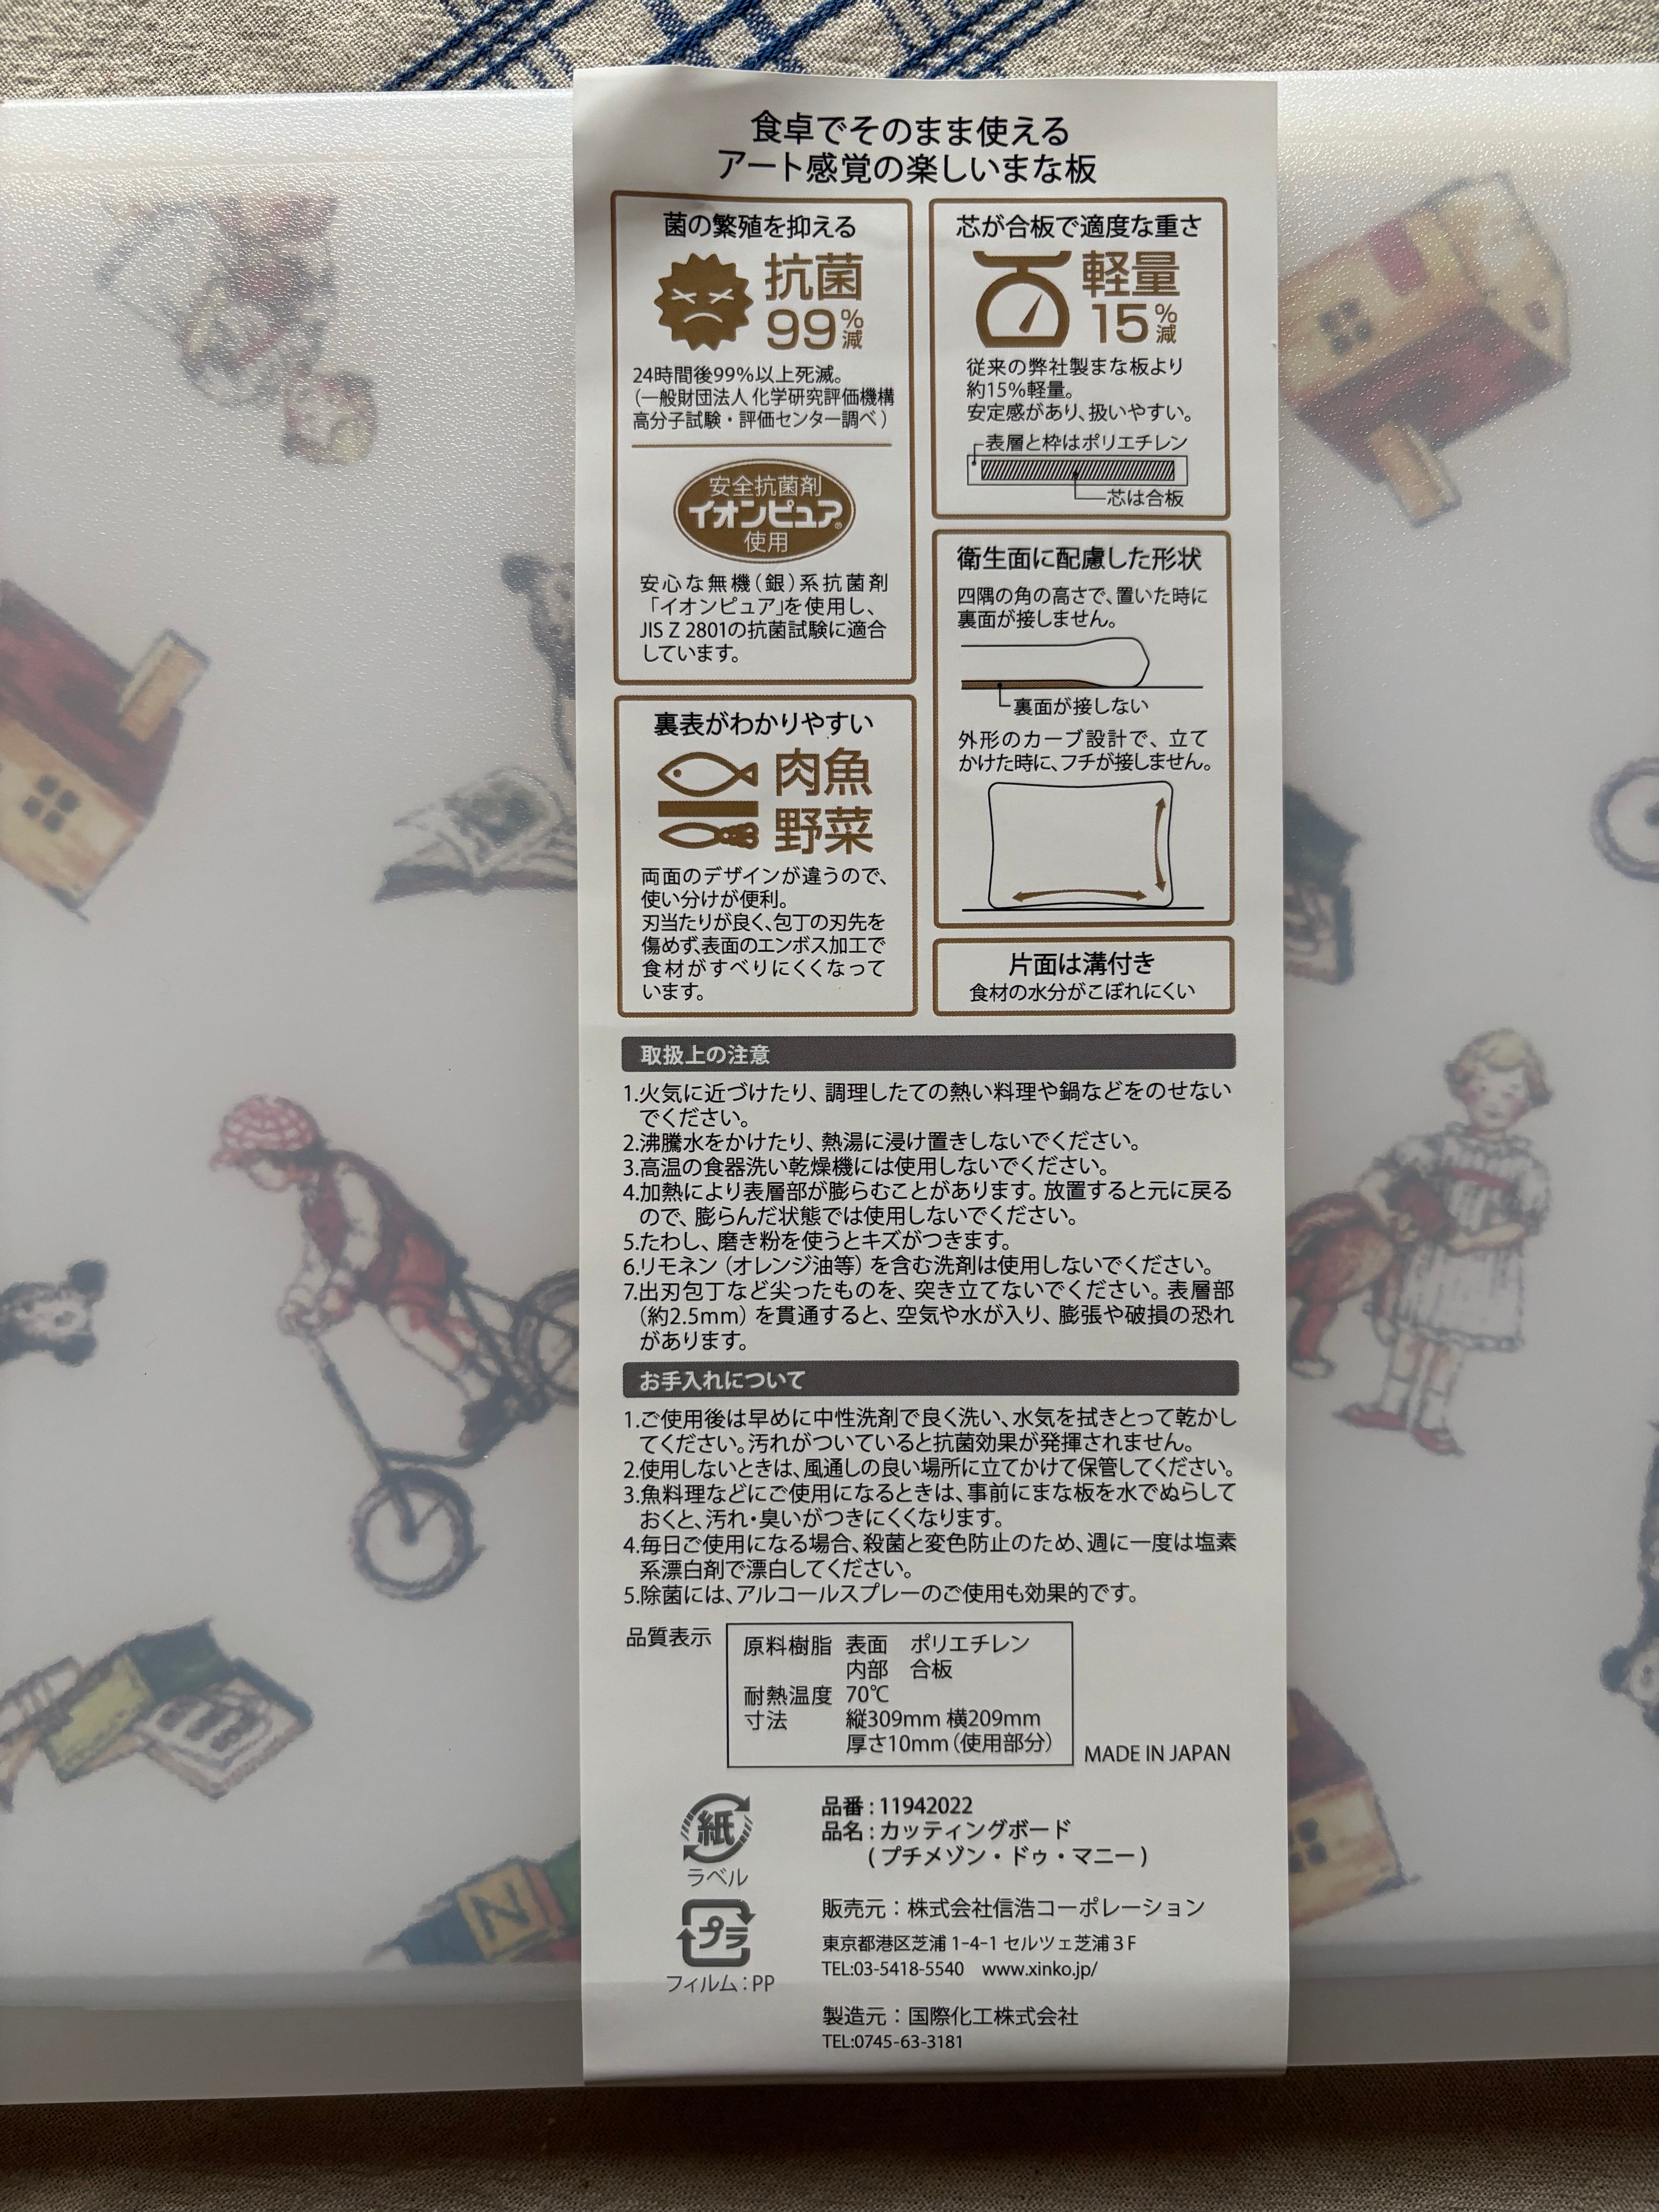 食卓でそのまま使える
アート感覚の楽しいまな板
菌の繁殖を抑える
抗菌
99%減
24時間後99%以上死滅。
(一般財団法人 化学研究評価機構
高分子試験・評価センター調べ)
安全抗菌剤
イオンピュア®
使用
安心な無機(銀)系抗菌剤
「イオンピュア」を使用し、
JIS Z 2801の抗菌試験に適合
しています。
裏表がわかりやすい
肉魚
野菜
両面のデザインが違うので、
使い分けが便利。
刃当たりが良く、包丁の刃先を
傷めず、表面のエンボス加工で
食材がすべりにくくなって
います。
芯が合板で適度な重さ
軽量
15%減
従来の弊社製まな板より
約15%軽量。
安定感があり、扱いやすい。
表層と枠はポリエチレン
芯は合板
衛生面に配慮した形状
四隅の角の高さで、置いた時に
裏面が接しません。
裏面が接しない
外形のカーブ設計で、立て
かけた時に、フチが接しません。
片面は溝付き
食材の水分がこぼれにくい
取扱上の注意
1.火気に近づけたり、調理したての熱い料理や鍋などをのせない
でください。
2.沸騰水をかけたり、熱湯に浸け置きしないでください。
3.高温の食器洗い乾燥機には使用しないでください。
4.加熱により表層部が膨らむことがあります。放置すると元に戻る
ので、膨らんだ状態では使用しないでください。
5.たわし、磨き粉を使うとキズがつきます。
6.リモネン(オレンジ油等)を含む洗剤は使用しないでください。
7.出刃包丁など尖ったものを、突き立てないでください。表層部
(約2.5mm)を貫通すると、空気や水が入り、膨張や破損の恐れ
があります。
お手入れについて
1.ご使用後は早めに中性洗剤で良く洗い、水気を拭きとって乾かし
てください。汚れがついていると抗菌効果が発揮されません。
2.使用しないときは、風通しの良い場所に立てかけて保管してください。
3.魚料理などにご使用になるときは、事前にまな板を水でぬらして
おくと、汚れ・臭いがつきにくくなります。
4.毎日ご使用になる場合、殺菌と変色防止のため、週に一度は塩素
系漂白剤で漂白してください。
5.除菌には、アルコールスプレーのご使用も効果的です。
品質表示
原料樹脂 表面 ポリエチレン
内部 合板
耐熱温度 70℃
寸法 縦309mm 横209mm
厚さ10mm(使用部分)
MADE IN JAPAN
紙
ラベル
プラ
フィルム:PP
品番:11942022
品名:カッティングボード
(プチメゾン・ドゥ・マニー)
販売元:株式会社信浩コーポレーション
東京都港区芝浦 1-4-1 セルツェ芝浦 3F
TEL:03-5418-5540 www.xinko.jp/
製造元:国際化工株式会社
TEL:0745-63-3181
N